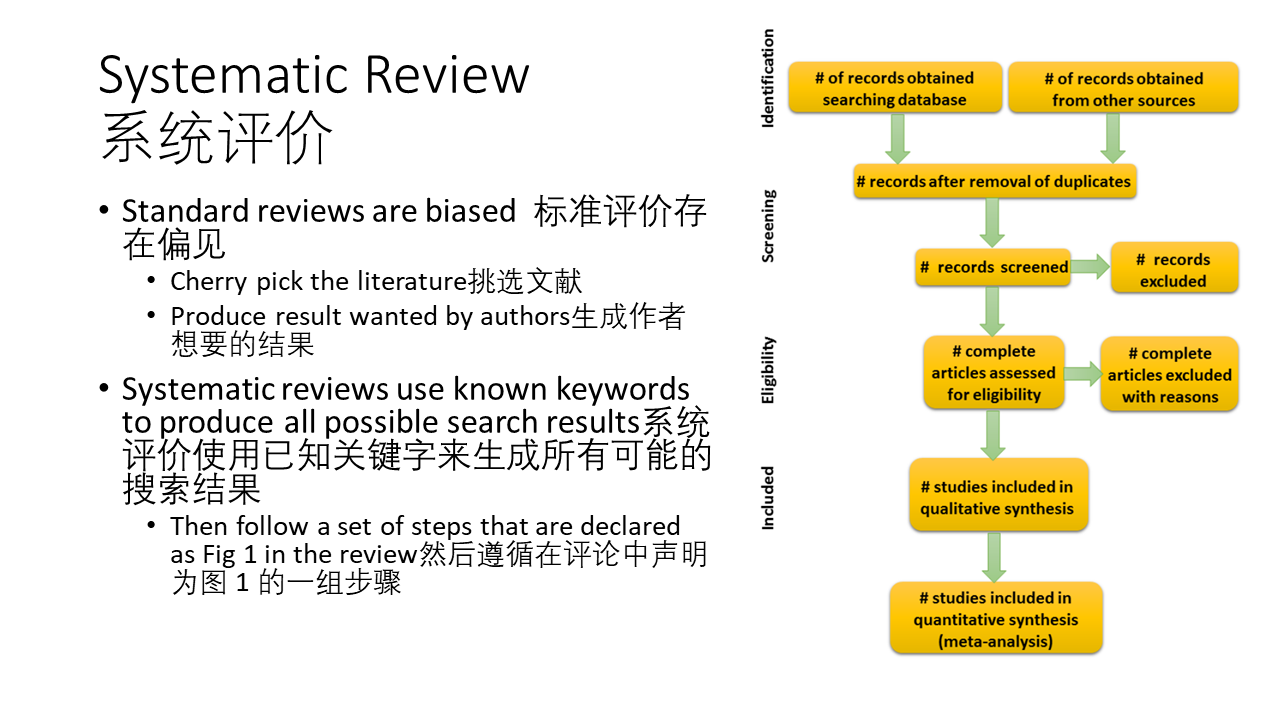 Systematic Review
系统评价
• Standard reviews are biased 标准评价存
在偏见
• Cherry pick the literature挑选文献
• Produce result wanted by authors生成作者
想要的结果
• Systematic reviews use known keywords
to produce all possible search results系统
评价使用已知关键字来生成所有可能的
搜索结果
• Then follow a set of steps that are declared
as Fig 1 in the review然后遵循在评论中声明
为图 1 的一组步骤
Identification
# of records obtained
searching database
# of records obtained
from other sources
# records after removal of duplicates
Screening
# records screened
# records
excluded
Eligibility
# complete
articles assessed
for eligibility
# complete
articles excluded
with reasons
Included
# studies included in
qualitative synthesis
# studies included in
quantitative synthesis
(meta-analysis)